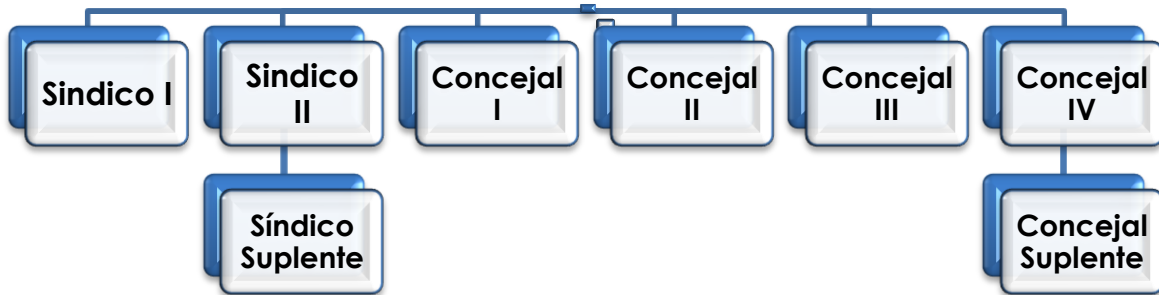 Sindico I
Sindico
II
Concejal
I
Concejal
II
Concejal
III
Concejal
IV
Síndico
Suplente
Concejal
Suplente